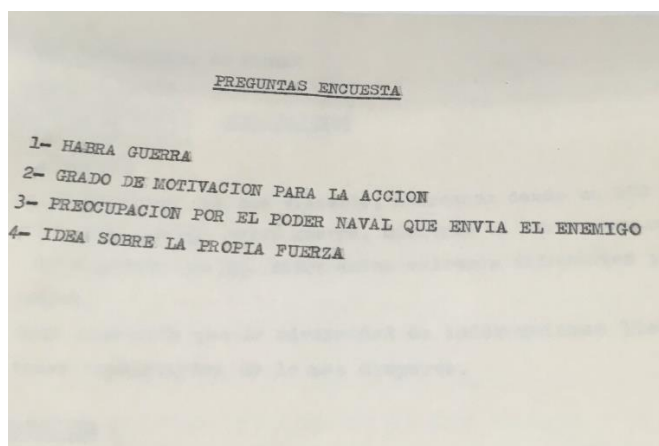 PREGUNTAS ENCUESTA
1- HABRA GUERRA
2- GRADO DE MOTIVACION PARA LA ACCION
3- PREOCUPACION POR EL PODER NAVAL QUE ENVIA EL ENEMIGO
4- IDEA SOBRE LA PROPIA FUERZA